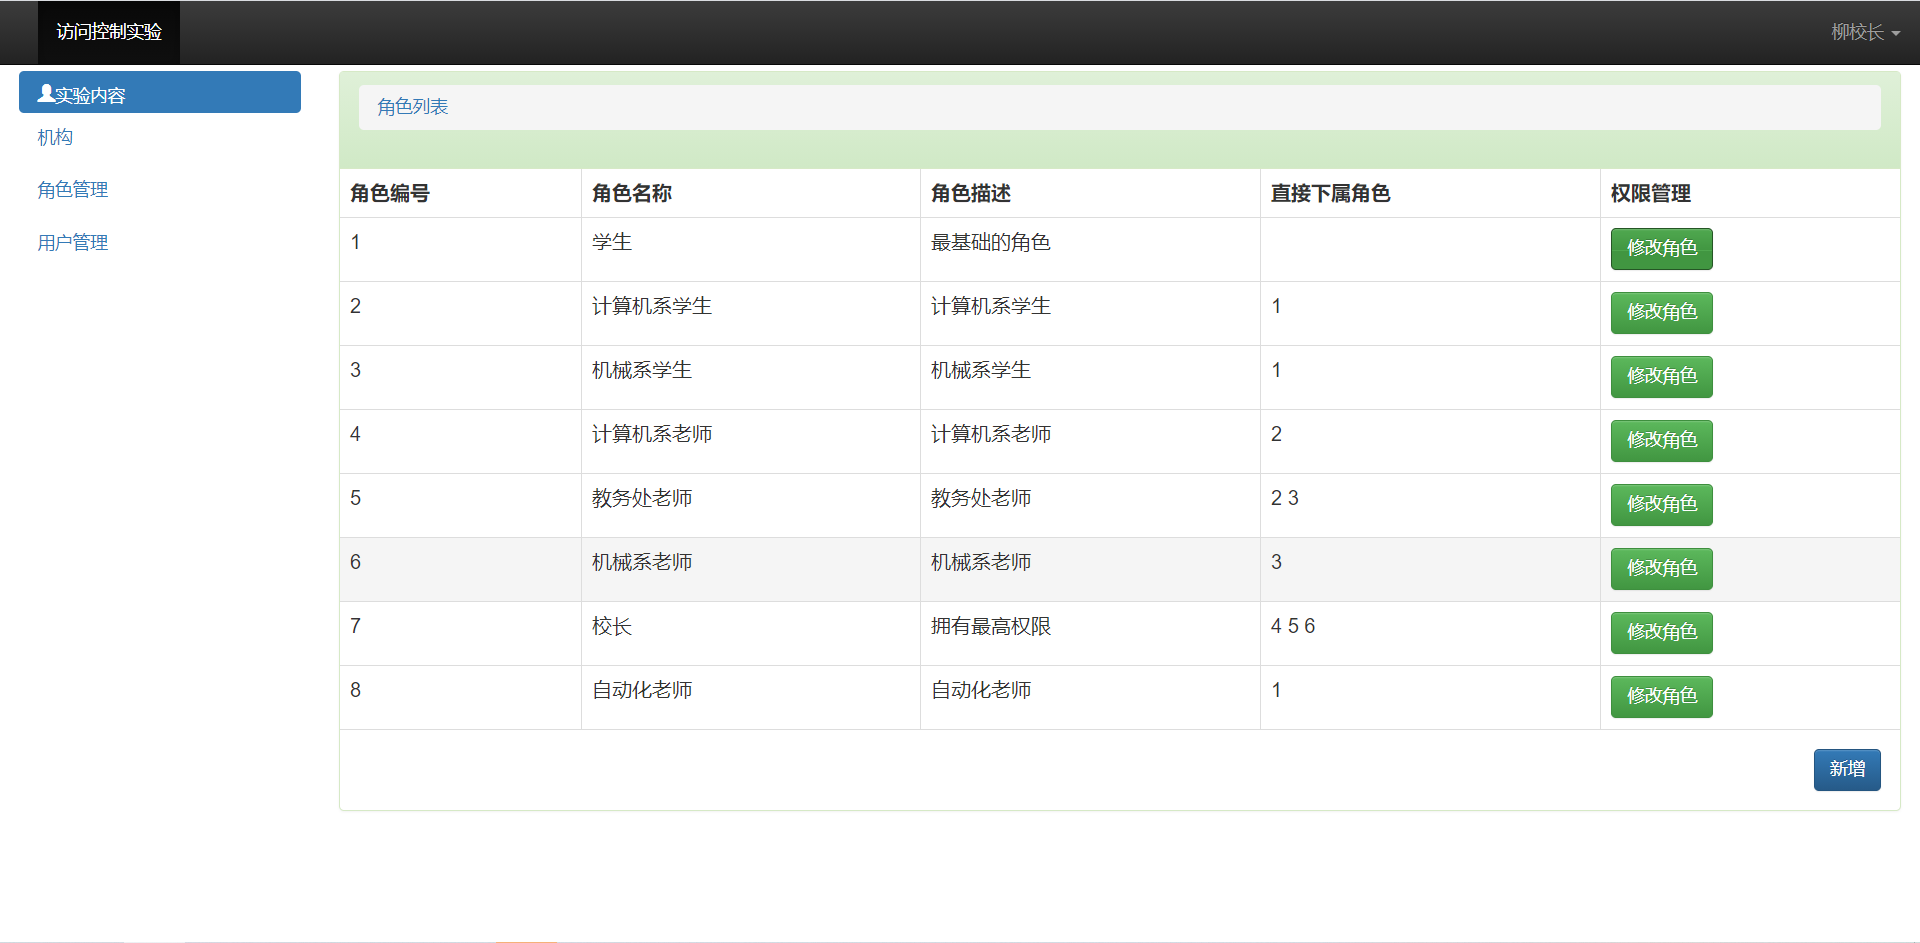 访问控制实验
柳校长
实验内容
机构
角色管理
用户管理
角色列表
角色编号 角色名称 角色描述 直接下属角色 权限管理
1 学生 最基础的角色 修改角色
2 计算机系学生 计算机系学生 1 修改角色
3 机械系学生 机械系学生 1 修改角色
4 计算机系老师 计算机系老师 2 修改角色
5 教务处老师 教务处老师 2 3 修改角色
6 机械系老师 机械系老师 3 修改角色
7 校长 拥有最高权限 4 5 6 修改角色
8 自动化老师 自动化老师 1 修改角色
新增